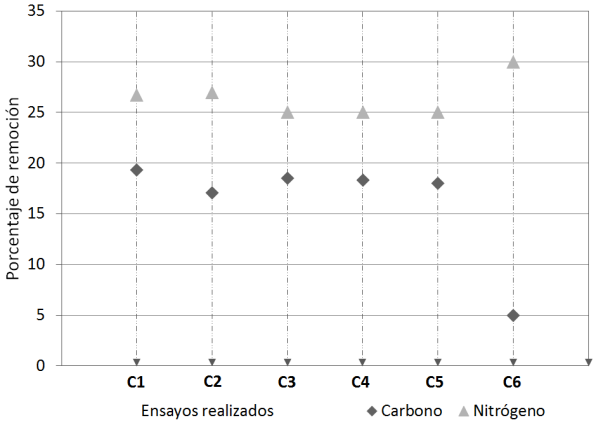 Porcentaje de remoción
35
30
25
20
15
10
5
0
C1 C2 C3 C4 C5 C6
Ensayos realizados Carbono Nitrógeno